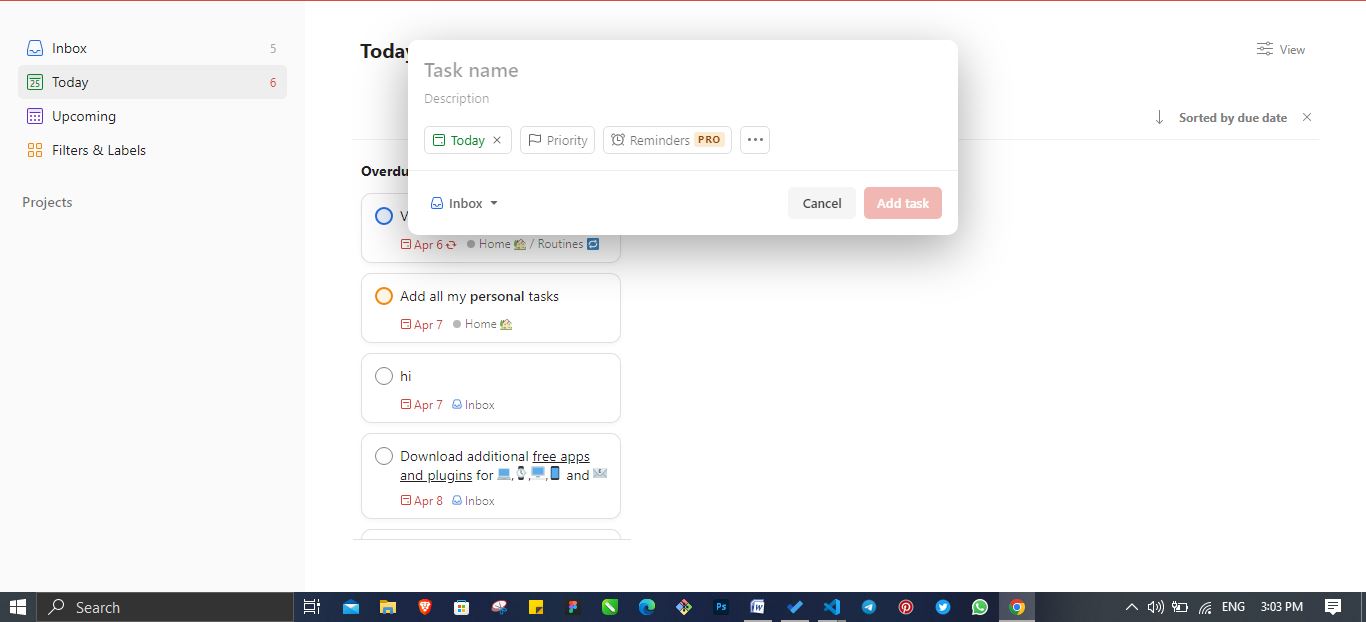 Inbox 5
25 Today 6
Upcoming
Filters & Labels
Projects
Today
View
Sorted by due date
Task name
Description
Today
Priority
Reminders PRO
Inbox
Cancel
Add task
Overdu
V
Apr 6 Home / Routines
Add all my personal tasks
Apr 7 Home
hi
Apr 7 Inbox
Download additional free apps
and plugins for , , , and
Apr 8 Inbox
Search
Ps
W
ENG
3:03 PM